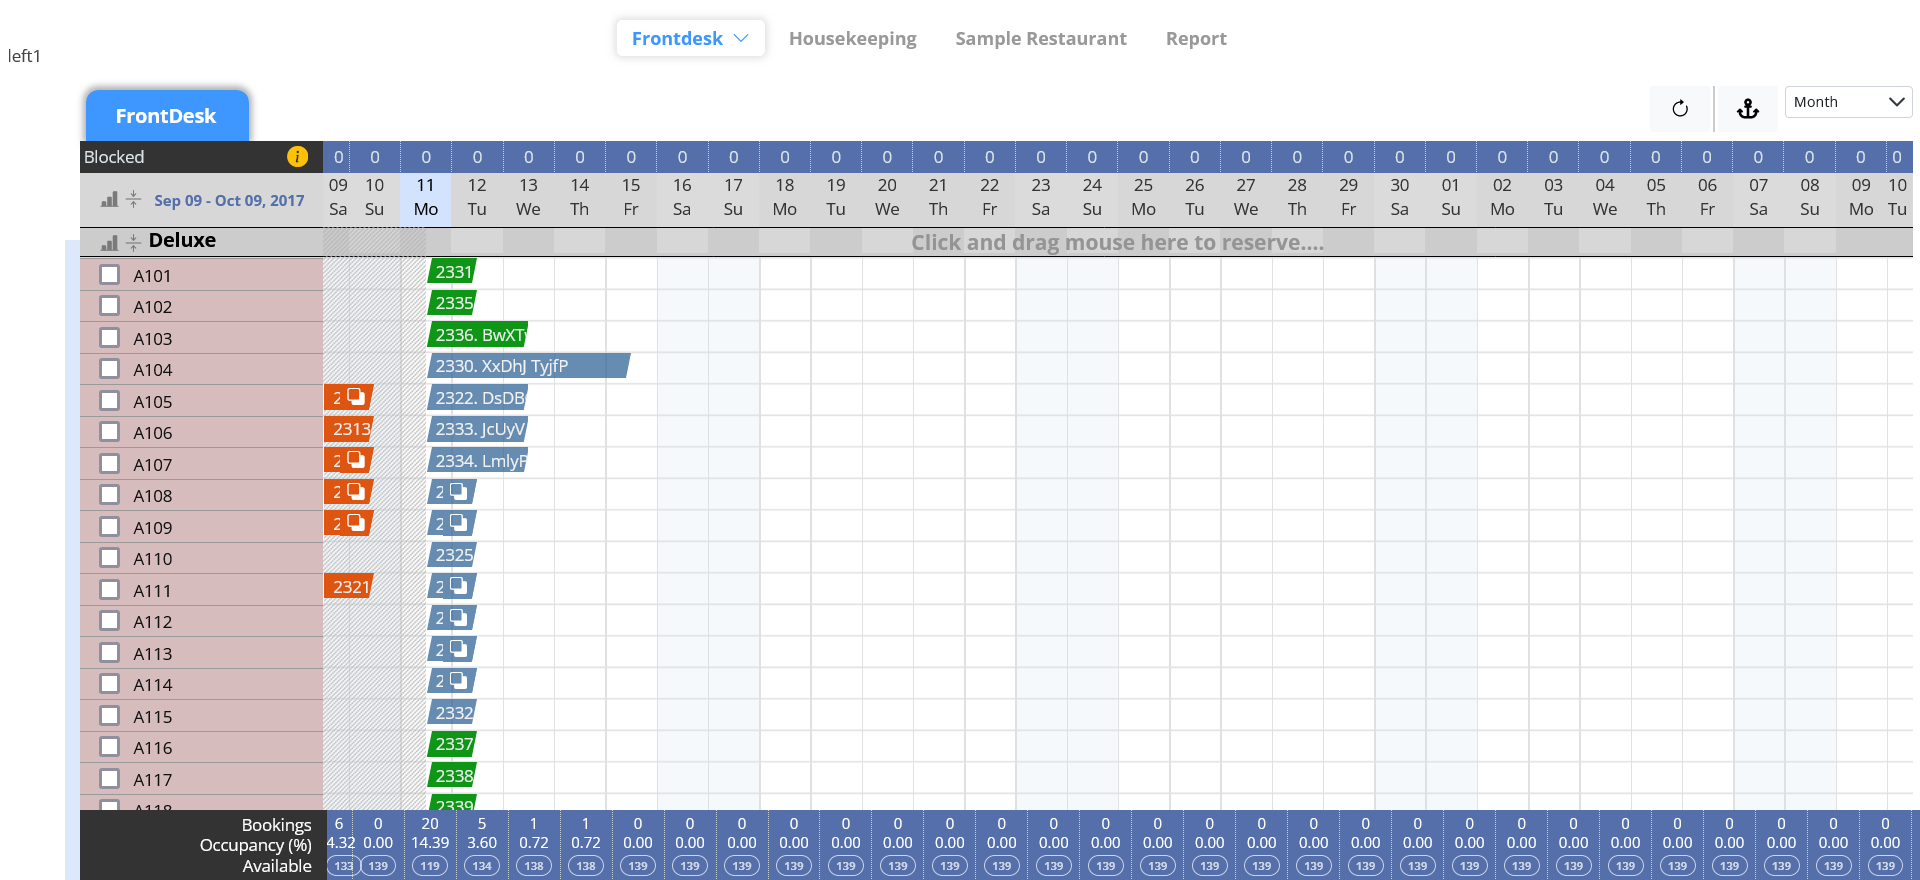 Frontdesk Housekeeping Sample Restaurant Report
left1
FrontDesk Month
Blocked i 0 0 0 0 0 0 0 0 0 0 0 0 0 0 0 0 0 0 0 0 0 0 0 0 0 0 0 0 0 0 0 0
09 10 11 12 13 14 15 16 17 18 19 20 21 22 23 24 25 26 27 28 29 30 01 02 03 04 05 06 07 08 09 10
Sep 09 - Oct 09, 2017
Sa Su Mo Tu We Th Fr Sa Su Mo Tu We Th Fr Sa Su Mo Tu We Th Fr Sa Su Mo Tu We Th Fr Sa Su Mo Tu
Deluxe Click and drag mouse here to reserve....
A101 2331
A102 2335
A103 2336. BwXT
A104 2330. XxDhJ TyjfP
A105 2 2322. DsDB
A106 2313 2333. JcUyV
A107 2 2334. LmlyP
A108 2 2
A109 2 2
A110 2325
A111 2321 2
A112 2
A113 2
A114 2
A115 2332
A116 2337
A117 2338
A118 2339
Bookings 6 0 20 5 1 1 0 0 0 0 0 0 0 0 0 0 0 0 0 0 0 0 0 0 0 0 0 0 0 0 0
Occupancy (%) 4.32 0.00 14.39 3.60 0.72 0.72 0.00 0.00 0.00 0.00 0.00 0.00 0.00 0.00 0.00 0.00 0.00 0.00 0.00 0.00 0.00 0.00 0.00 0.00 0.00 0.00 0.00 0.00 0.00 0.00 0.00
Available 133 139 119 134 138 138 139 139 139 139 139 139 139 139 139 139 139 139 139 139 139 139 139 139 139 139 139 139 139 139 139